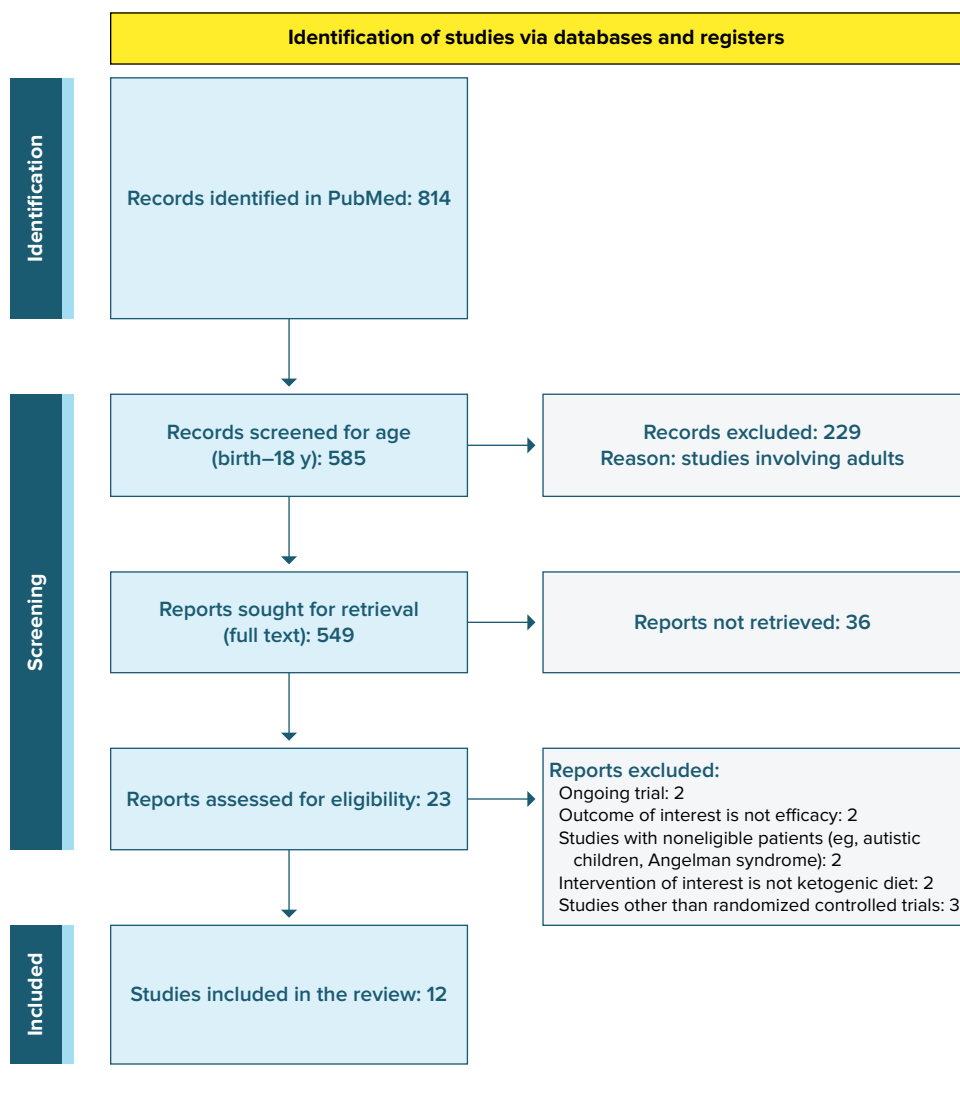 Identification of studies via databases and registers
Identification
Records identified in PubMed: 814
Screening
Records screened for age
(birth–18 y): 585
Records excluded: 229
Reason: studies involving adults
Reports sought for retrieval
(full text): 549
Reports not retrieved: 36
Reports assessed for eligibility: 23
Reports excluded:
Ongoing trial: 2
Outcome of interest is not efficacy: 2
Studies with noneligible patients (eg, autistic
children, Angelman syndrome): 2
Intervention of interest is not ketogenic diet: 2
Studies other than randomized controlled trials: 3
Included
Studies included in the review: 12